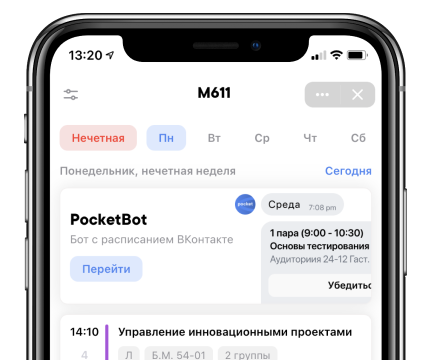 13:20
М611
Нечетная Пн Вт Ср Чт Сб
Понедельник, нечетная неделя Сегодня
PocketBot
Бот с расписанием ВКонтакте
Перейти
pocket
Среда 7:08 pm
1 пара (9:00 - 10:30)
Основы тестирования
Аудиториия 24-12 Гаст.
Убедитьс
14:10 Управление инновационными проектами
4 Л Б.М. 54-01 2 группы